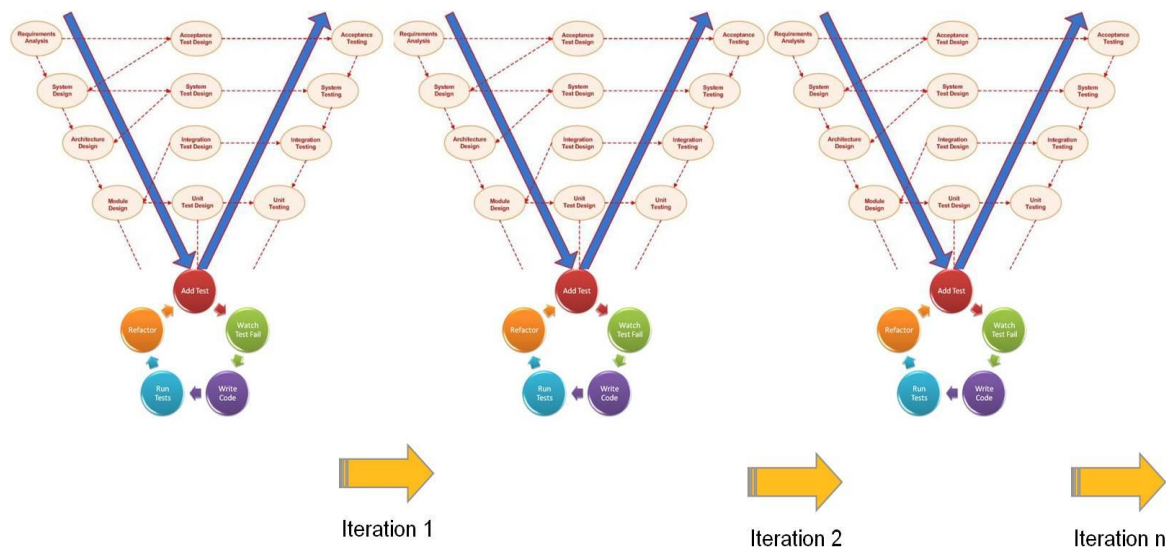 Requirements
Analysis
Acceptance
Test Design
Acceptance
Testing
System
Design
System
Test Design
System
Testing
Architecture
Design
Integration
Test Design
Integration
Testing
Module
Design
Unit
Test Design
Unit
Testing
Add Test
Refactor
Watch
Test Fail
Run
Tests
Write
Code
Iteration 1
Requirements
Analysis
Acceptance
Test Design
Acceptance
Testing
System
Design
System
Test Design
System
Testing
Architecture
Design
Integration
Test Design
Integration
Testing
Module
Design
Unit
Test Design
Unit
Testing
Add Test
Refactor
Watch
Test Fail
Run
Tests
Write
Code
Iteration 2
Requirements
Analysis
Acceptance
Test Design
Acceptance
Testing
System
Design
System
Test Design
System
Testing
Architecture
Design
Integration
Test Design
Integration
Testing
Module
Design
Unit
Test Design
Unit
Testing
Add Test
Refactor
Watch
Test Fail
Run
Tests
Write
Code
Iteration n